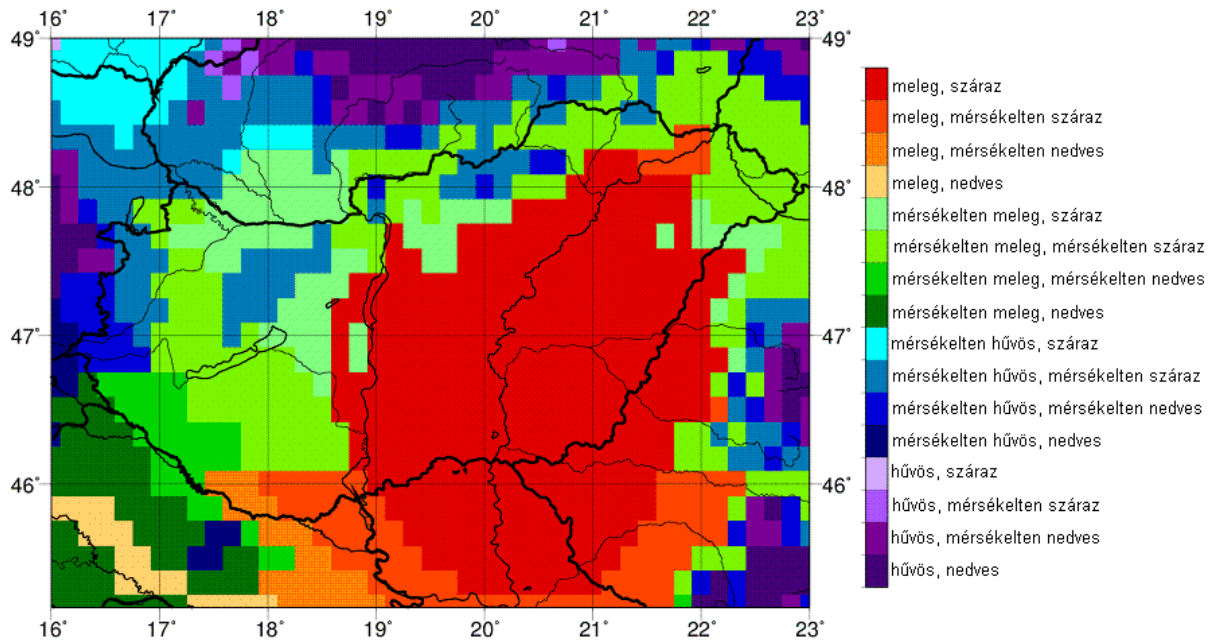 16° 17° 18° 19° 20° 21° 22° 23°
49° 49°
48° 48°
47° 47°
46° 46°
16° 17° 18° 19° 20° 21° 22° 23°
meleg, száraz
meleg, mérsékelten száraz
meleg, mérsékelten nedves
meleg, nedves
mérsékelten meleg, száraz
mérsékelten meleg, mérsékelten száraz
mérsékelten meleg, mérsékelten nedves
mérsékelten meleg, nedves
mérsékelten hűvös, száraz
mérsékelten hűvös, mérsékelten száraz
mérsékelten hűvös, mérsékelten nedves
mérsékelten hűvös, nedves
hűvös, száraz
hűvös, mérsékelten száraz
hűvös, mérsékelten nedves
hűvös, nedves